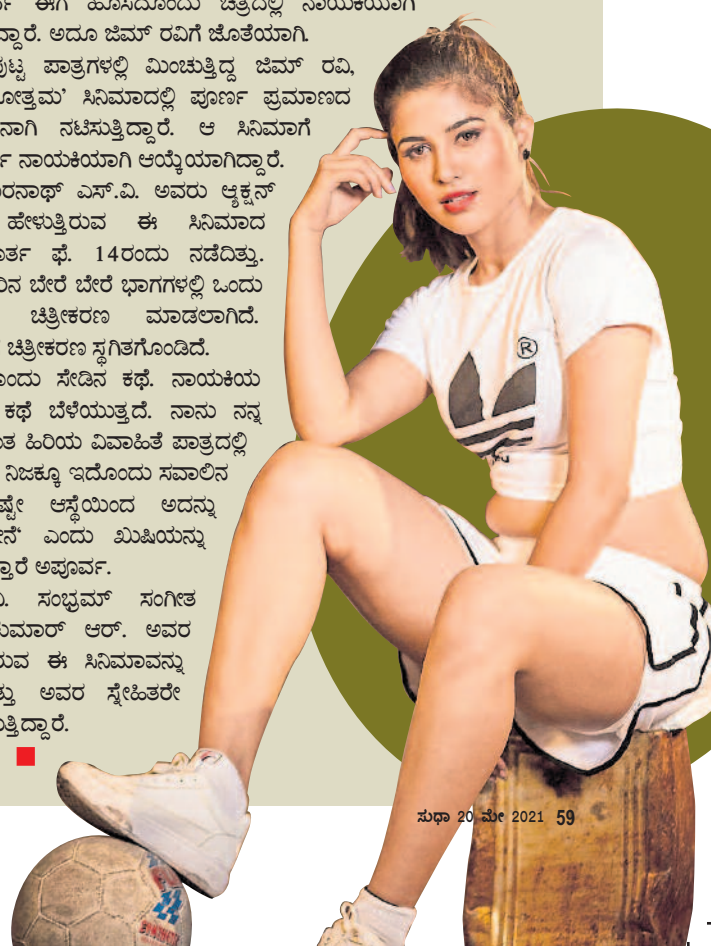 ಈಗ ಹೊಸದೊಂದು ಚಿತ್ರದಲ್ಲಿ ನಾಯಕಿಯಾಗಿ
ದ್ದಾರೆ. ಅದೂ ಜಿಮ್ ರವಿಗೆ ಜೊತೆಯಾಗಿ.
ಪುಟ್ಟ ಪಾತ್ರಗಳಲ್ಲಿ ಮಿಂಚುತ್ತಿದ್ದ ಜಿಮ್ ರವಿ,
ೋತ್ತಮ’ ಸಿನಿಮಾದಲ್ಲಿ ಪೂರ್ಣ ಪ್ರಮಾಣದ
ನಾಗಿ ನಟಿಸುತ್ತಿದ್ದಾರೆ. ಆ ಸಿನಿಮಾಗೆ
ನಾಯಕಿಯಾಗಿ ಆಯ್ಕೆಯಾಗಿದ್ದಾರೆ.
ರನಾಥ್ ಎಸ್.ವಿ. ಅವರು ಆ್ಯಕ್ಷನ್
ಹೇಳುತ್ತಿರುವ ಈ ಸಿನಿಮಾದ
ರ್ತ ಫೆ. 14ರಂದು ನಡೆದಿತ್ತು.
ರಿನ ಬೇರೆ ಬೇರೆ ಭಾಗಗಳಲ್ಲಿ ಒಂದು
ಚಿತ್ರೀಕರಣ ಮಾಡಲಾಗಿದೆ.
ಚಿತ್ರೀಕರಣ ಸ್ಥಗಿತಗೊಂಡಿದೆ.
ೊಂದು ಸೇಡಿನ ಕಥೆ. ನಾಯಕಿಯ
ಕಥೆ ಬೆಳೆಯುತ್ತದೆ. ನಾನು ನನ್ನ
ತ ಹಿರಿಯ ವಿವಾಹಿತೆ ಪಾತ್ರದಲ್ಲಿ
ನಿಜಕ್ಕೂ ಇದೊಂದು ಸವಾಲಿನ
ಷ್ಟೇ ಆಸ್ಥೆಯಿಂದ ಅದನ್ನು
ನೆ‘ ಎಂದು ಖುಷಿಯನ್ನು
ತ್ತಾರೆ ಅಪೂರ್ವ.
ವಿ. ಸಂಭ್ರಮ್ ಸಂಗೀತ
ುಮಾರ್ ಆರ್. ಅವರ
ರುವ ಈ ಸಿನಿಮಾವನ್ನು
ತ್ತು ಅವರ ಸ್ನೇಹಿತರೇ
ುತ್ತಿದ್ದಾರೆ.
®
ಸುಧಾ 20 ಮೇ 2021 59